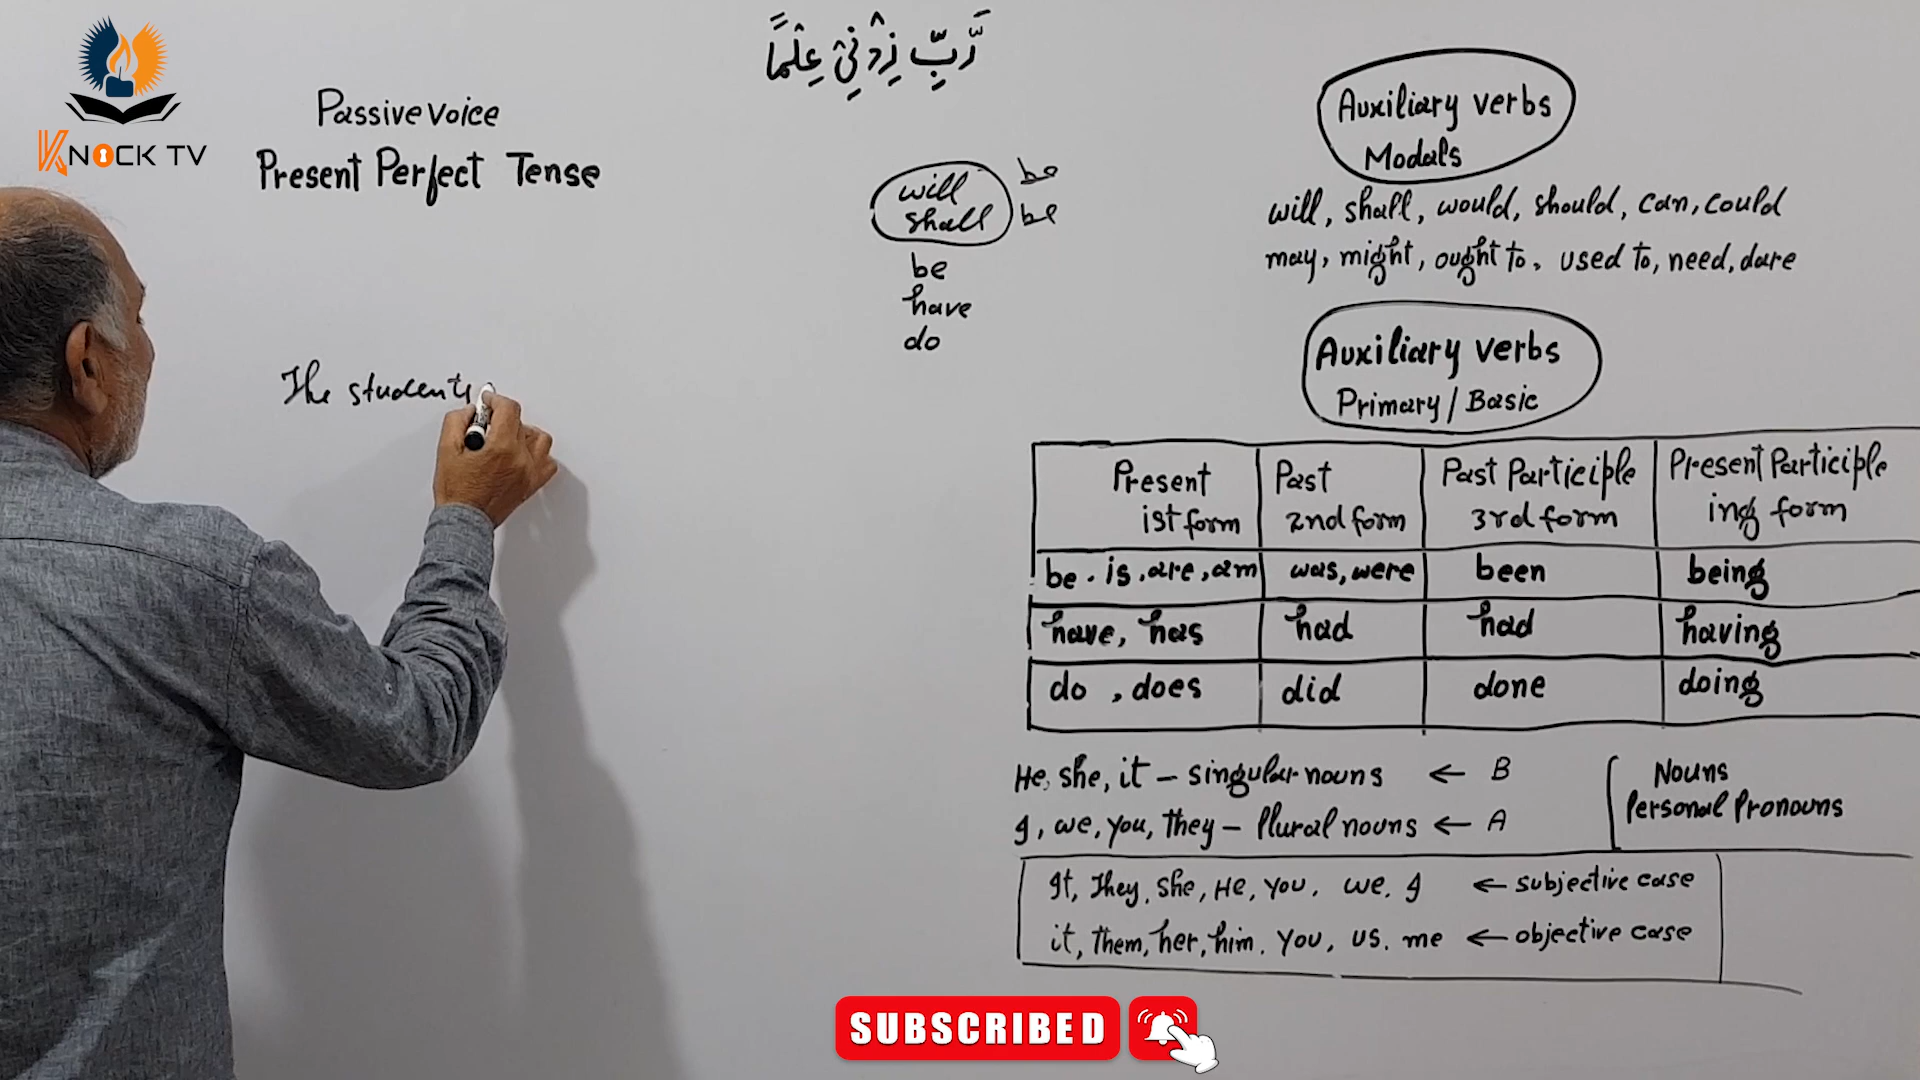 KNOCK TV
رَّبِّ زِدْنِيْ عِلْمًا
Passive Voice
Present Perfect Tense
The students
will be
shall be
be
have
do
Auxiliary verbs
Modals
will, shall, would, should, can, could
may, might, ought to, used to, need, dare
Auxiliary verbs
Primary / Basic
Present Past Past Participle Present Participle
1st form 2nd form 3rd form ing form
be. is, are, am was, were been being
have, has had had having
do , does did done doing
He, she, it – singular nouns ← B
I, we, you, they – Plural nouns ← A
Nouns
Personal Pronouns
It, They, She, He, You, we, I ← subjective case
it, them, her, him, You, us, me ← objective case
SUBSCRIBED